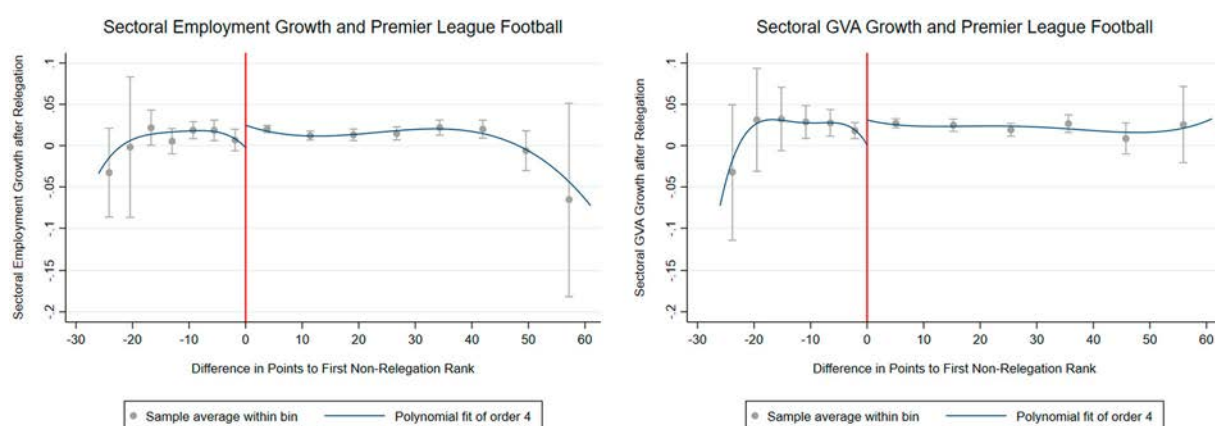 Sectoral Employment Growth and Premier League Football
Sectoral Employment Growth after Relegation
.1
.05
0
-.05
-.1
-.15
-.2
-30 -20 -10 0 10 20 30 40 50 60
Difference in Points to First Non-Relegation Rank
Sample average within bin Polynomial fit of order 4
Sectoral GVA Growth and Premier League Football
Sectoral GVA Growth after Relegation
.1
.05
0
-.05
-.1
-.15
-.2
-30 -20 -10 0 10 20 30 40 50 60
Difference in Points to First Non-Relegation Rank
Sample average within bin Polynomial fit of order 4